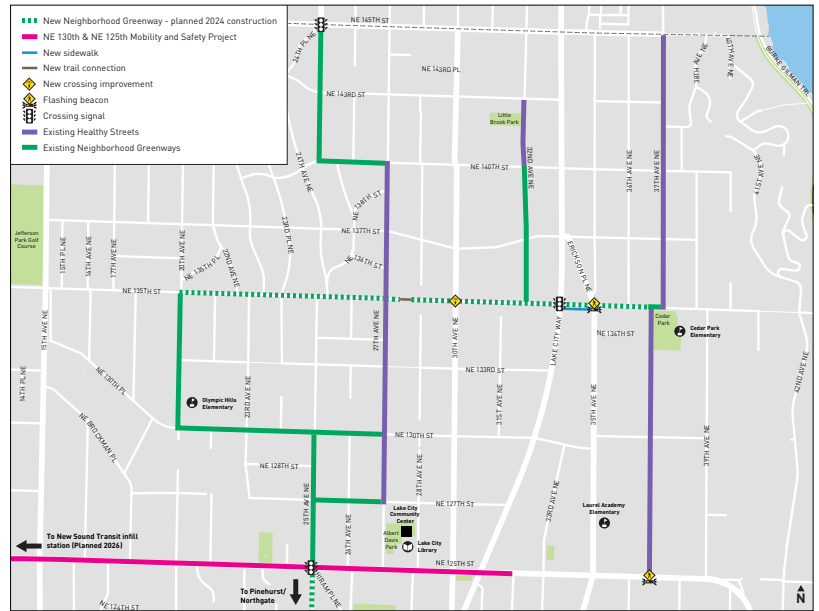 New Neighborhood Greenway - planned 2024 construction
NE 130th & NE 125th Mobility and Safety Project
New sidewalk
New trail connection
New crossing improvement
Flashing beacon
Crossing signal
Existing Healthy Streets
Existing Neighborhood Greenways
NE 145TH ST
24TH PL NE
NE 143RD PL
NE 143RD ST
38TH AVE NE
40TH AVE NE
BURKE GILMAN TRL
Little
Brook Park
24TH AVE NE
NE 140TH ST
32ND AVE NE
36TH AVE NE
37TH AVE NE
41ST AVE NE
NE 138TH ST
Jefferson
Park Golf
Course
15TH PL NE
16TH AVE NE
17TH AVE NE
20TH AVE NE
NE 135TH PL
22ND AVE NE
23RD PL NE
NE 137TH ST
NE 136TH ST
ERICKSON PL NE
NE 135TH ST
15TH AVE NE
27TH AVE NE
30TH AVE NE
LAKE CITY WAY
NE 134TH ST
Cedar
Park
Cedar Park
Elementary
14TH PL NE
NE 130TH PL
NE 133RD ST
42ND AVE NE
Olympic Hills
Elementary
23RD AVE NE
31ST AVE NE
35TH AVE NE
NE BROCKMAN PL
NE 130TH ST
39TH AVE NE
NE 128TH ST
28TH AVE NE
25TH AVE NE
26TH AVE NE
NE 127TH ST
33RD AVE NE
Lake City
Community
Center
Laurel Academy
Elementary
Albert
Davis
Park
Lake City
Library
To New Sound Transit infill
station (Planned 2026)
NE 125TH ST
HIRAM PL NE
To Pinehurst/
Northgate
NE 124TH ST
N